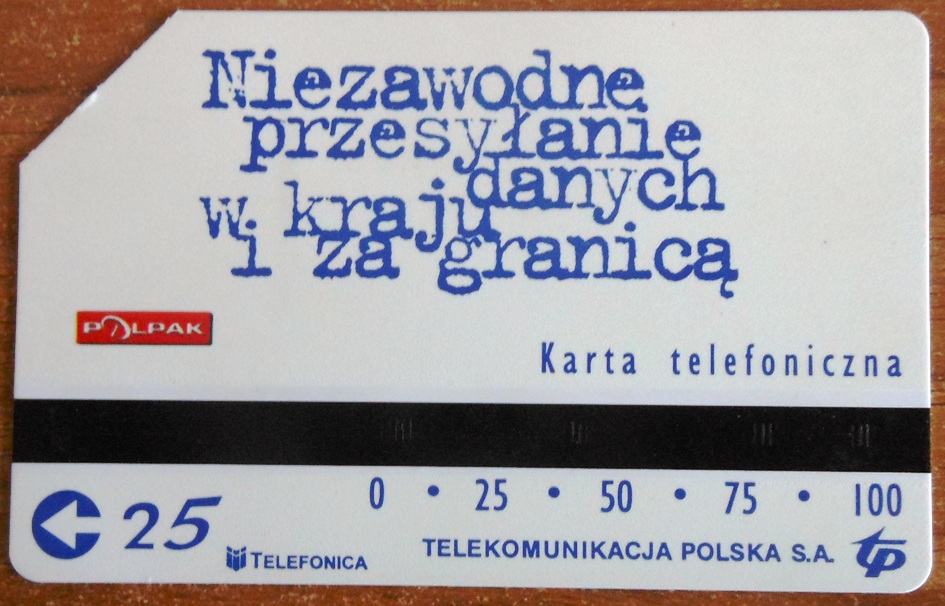 Niezawodne
przesyłanie
danych
w kraju
i za granicą
POLPAK
Karta telefoniczna
0 • 25 • 50 • 75 • 100
25
TELEFONICA
TELEKOMUNIKACJA POLSKA S.A.
tp